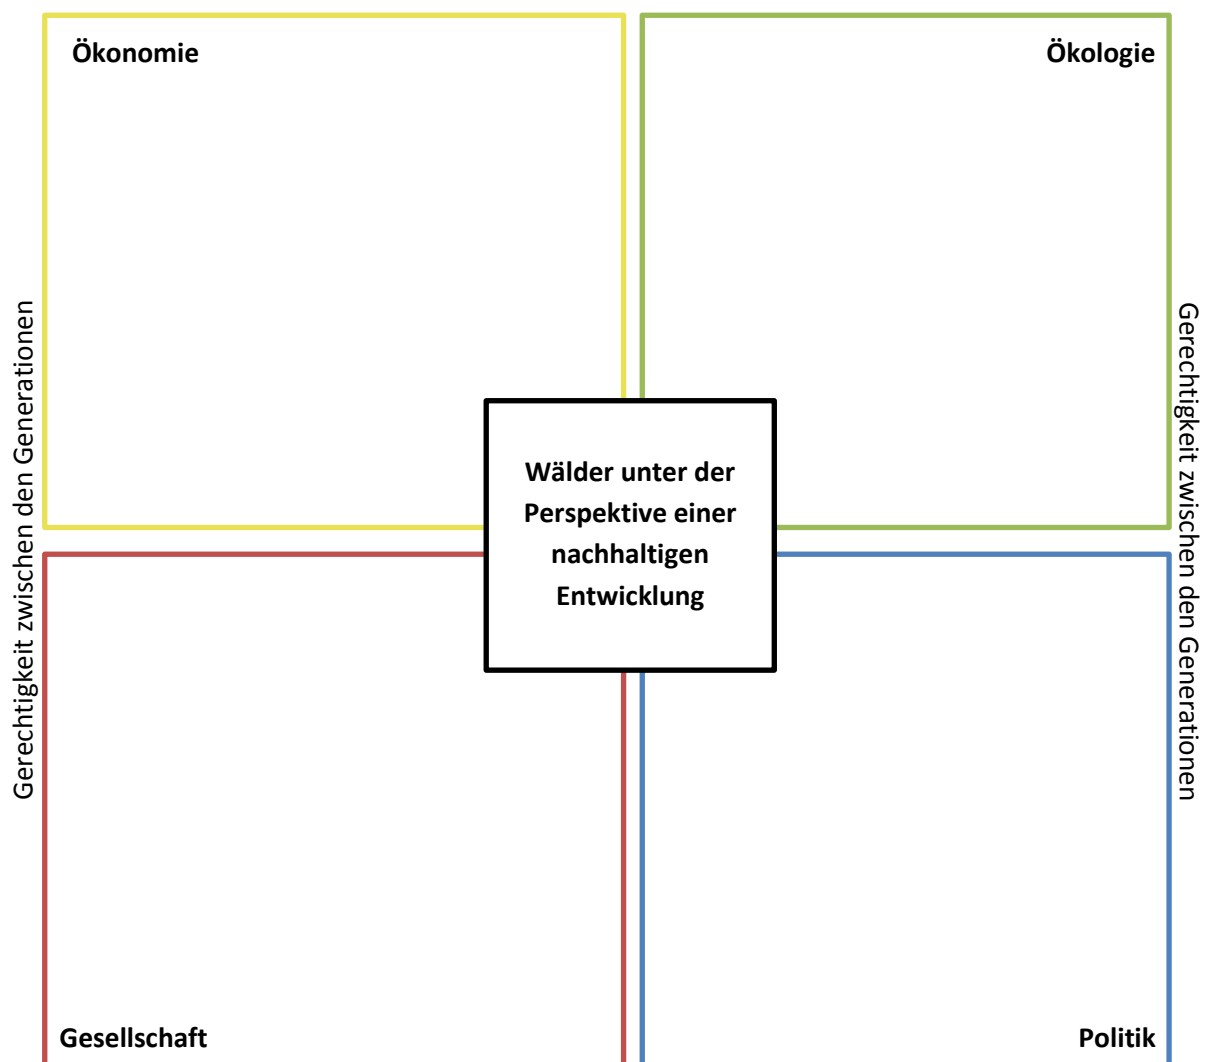 Ökonomie
Ökologie
Gerechtigkeit zwischen den Generationen
Wälder unter der
Perspektive einer
nachhaltigen
Entwicklung
Gerechtigkeit zwischen den Generationen
Gesellschaft
Politik